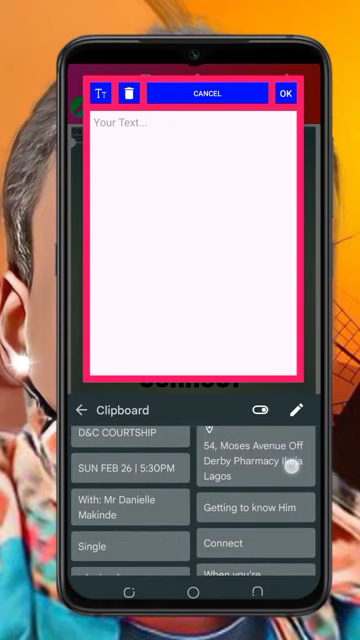 TT
CANCEL
OK
Your Text...
Clipboard
D&C COURTSHIP
54, Moses Avenue Off
Derby Pharmacy Ikeja
Lagos
SUN FEB 26 | 5:30PM
With: Mr Danielle
Makinde
Getting to know Him
Single
Connect
When you're